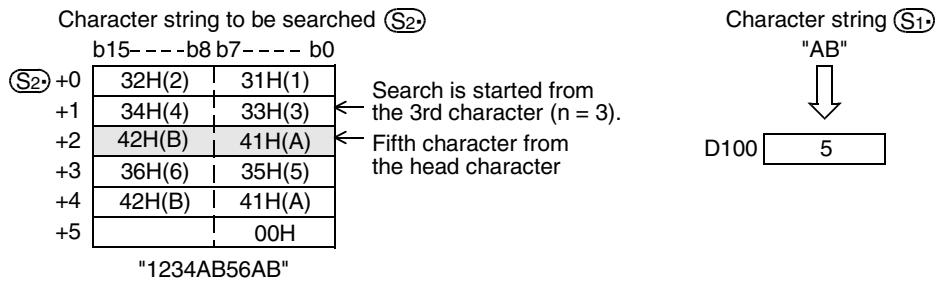 Character string to be searched (S2•)
b15----b8 b7---- b0
(S2•) +0 32H(2) 31H(1)
+1 34H(4) 33H(3)
+2 42H(B) 41H(A)
+3 36H(6) 35H(5)
+4 42H(B) 41H(A)
+5 00H
"1234AB56AB"
Search is started from
the 3rd character (n = 3).
Fifth character from
the head character
Character string (S1•)
"AB"
D100 5